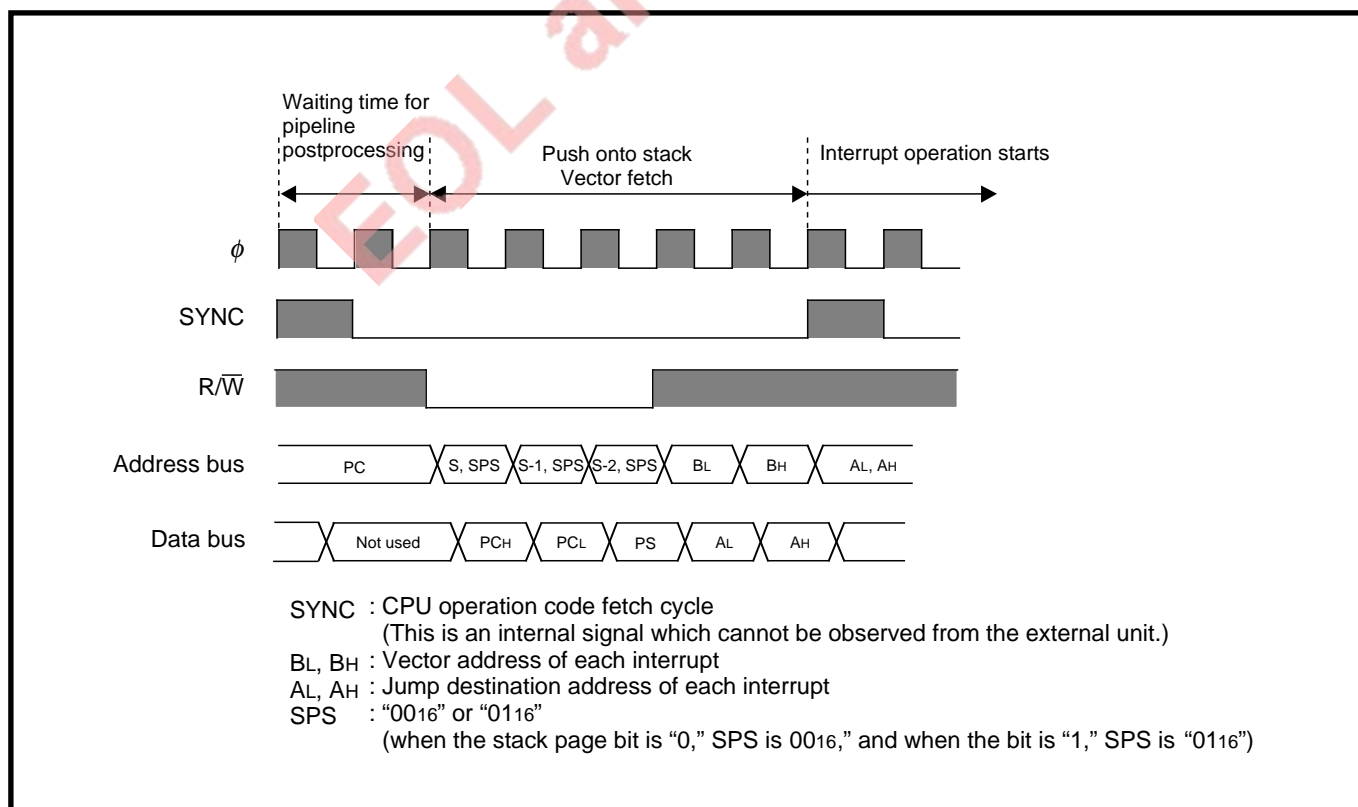 EOL a
Waiting time for
pipeline
postprocessing
Push onto stack
Vector fetch
Interrupt operation starts
ϕ
SYNC
R/W̅
Address bus
PC
S, SPS
S-1, SPS
S-2, SPS
BL
BH
AL, AH
Data bus
Not used
PCH
PCL
PS
AL
AH
SYNC : CPU operation code fetch cycle
(This is an internal signal which cannot be observed from the external unit.)
BL, BH : Vector address of each interrupt
AL, AH : Jump destination address of each interrupt
SPS : “0016” or “0116”
(when the stack page bit is “0,” SPS is 0016,” and when the bit is “1,” SPS is “0116”)